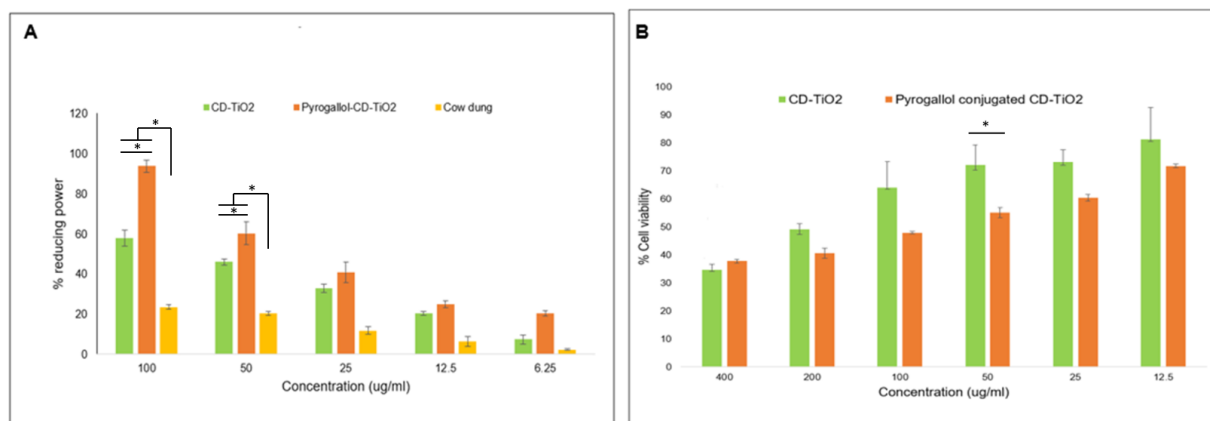 A
CD-TiO2 Pyrogallol-CD-TiO2 Cow dung
% reducing power
120
100
80
60
40
20
0
*
*
*
*
100 50 25 12.5 6.25
Concentration (ug/ml)
B
CD-TiO2 Pyrogallol conjugated CD-TiO2
% Cell viability
100
90
80
70
60
50
40
30
20
10
0
*
400 200 100 50 25 12.5
Concentration (ug/ml)